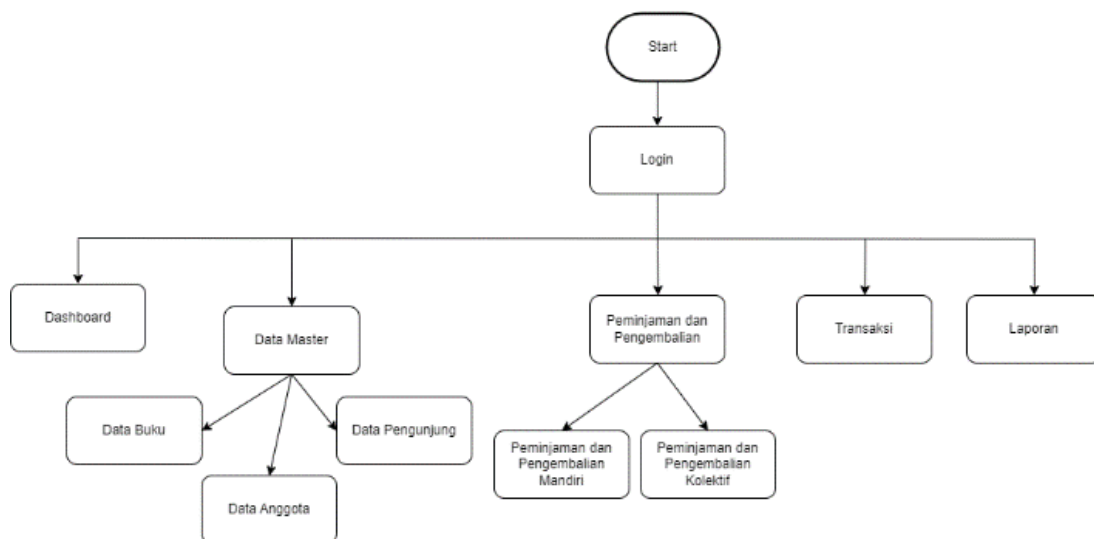 Start
Login
Dashboard
Data Master
Peminjaman dan
Pengembalian
Transaksi
Laporan
Data Buku
Data Pengunjung
Data Anggota
Peminjaman dan
Pengembalian
Mandiri
Peminjaman dan
Pengembalian
Kolektif